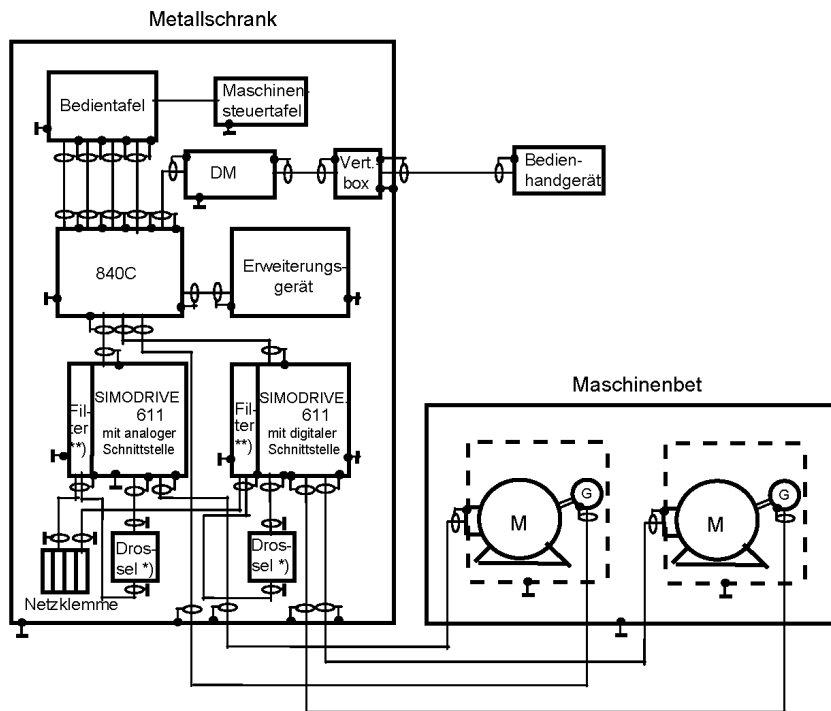 Metallschrank
Bedientafel
Maschinen
steuertafel
DM
Vert.
box
Bedien-
handgerät
840C
Erweiterungs-
gerät
Fil-
ter
**)
SIMODRIVE
611
mit analoger
Schnittstelle
Fil-
ter
**)
SIMODRIVE.
611
mit digitaler
Schnittstelle
Maschinenbet
M
G
M
G
Dros-
sel *)
Dros-
sel *)
Netzklemme